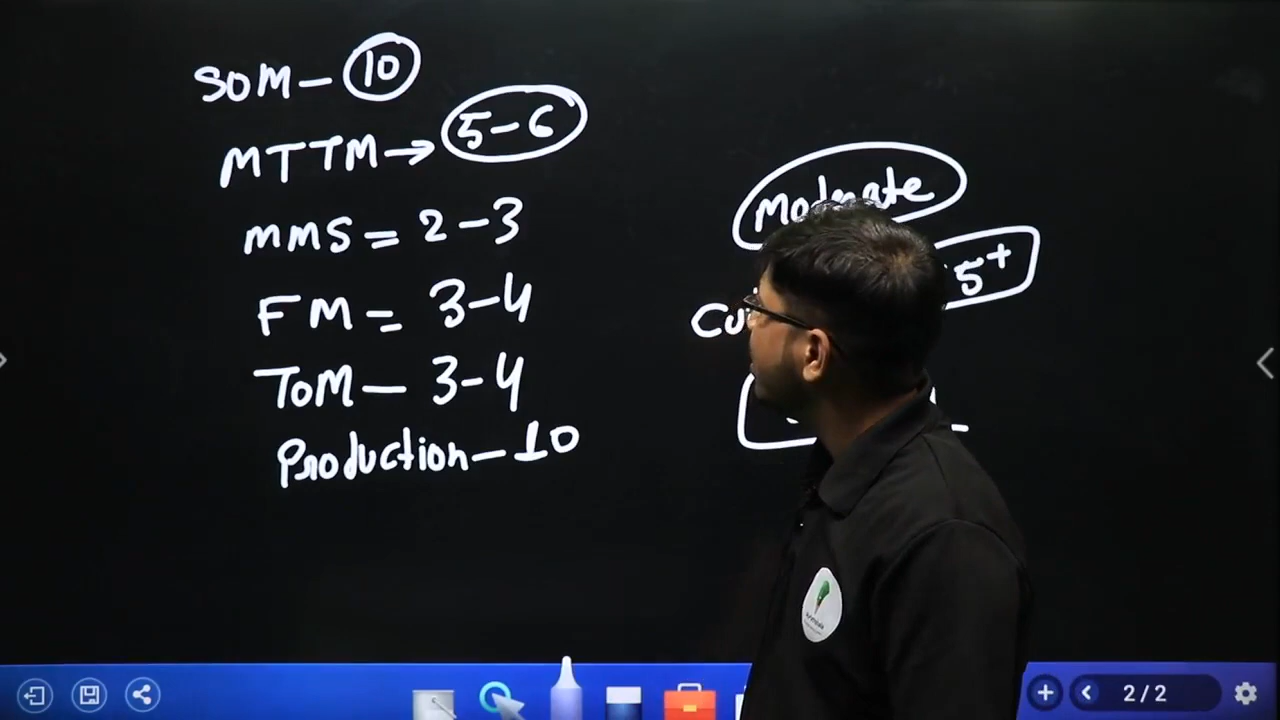 SOM - 10
MTTM → 5-6
MMS = 2-3
FM = 3-4
TOM - 3-4
Production - 10
Moderate
5+
2/2